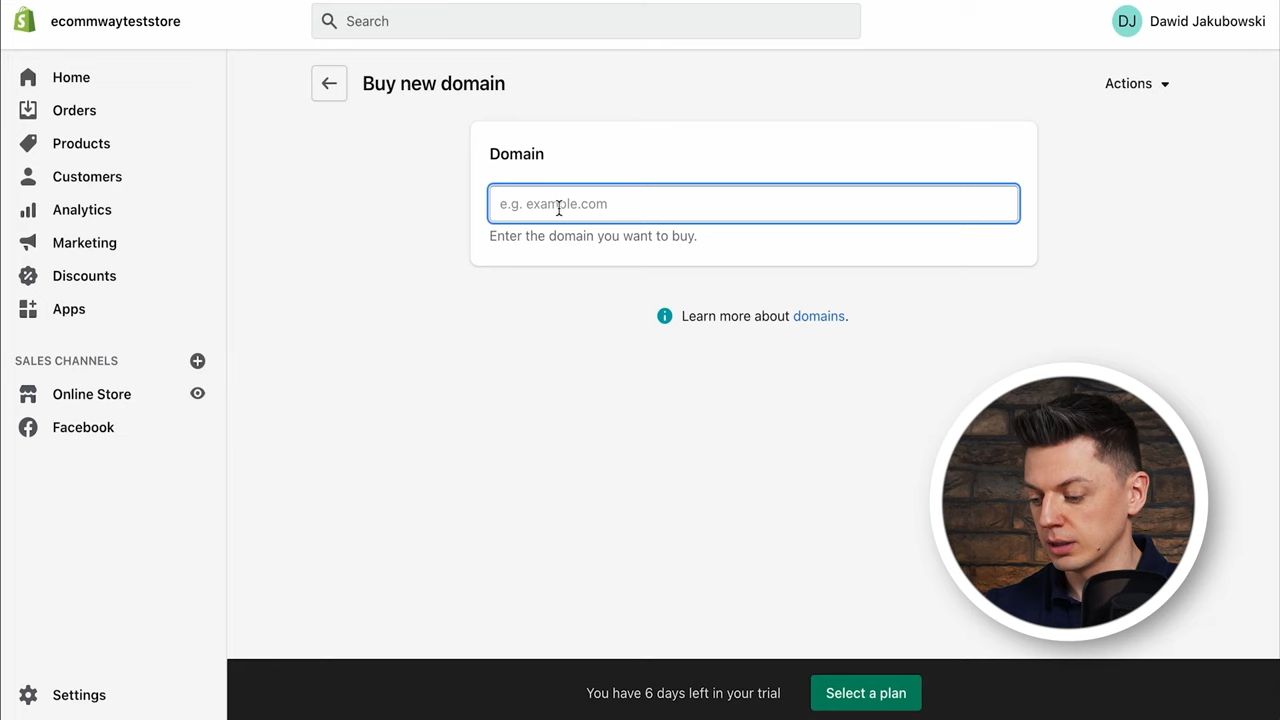 ecommwayteststore
Search
DJ
Dawid Jakubowski
Home
Orders
Products
Customers
Analytics
Marketing
Discounts
Apps
SALES CHANNELS
Online Store
Facebook
Settings
Buy new domain
Actions
Domain
e.g. example.com
Enter the domain you want to buy.
Learn more about domains.
You have 6 days left in your trial
Select a plan